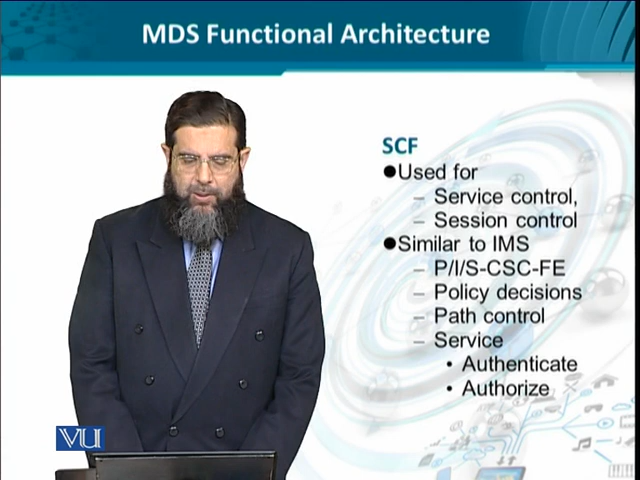 MDS Functional Architecture
SCF
●Used for
– Service control,
– Session control
●Similar to IMS
– P/I/S-CSC-FE
– Policy decisions
– Path control
– Service
• Authenticate
• Authorize
VU